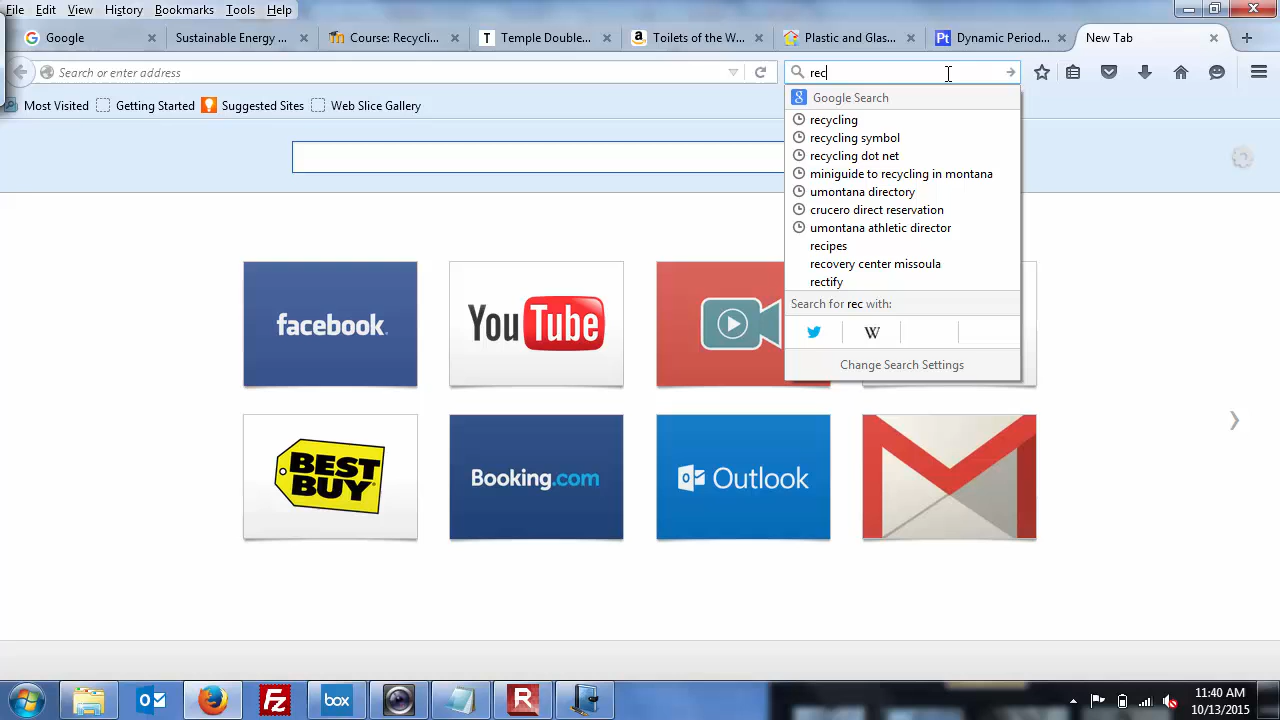 File Edit View History Bookmarks Tools Help
Google Sustainable Energy ... Course: Recycli... Temple Double... Toilets of the W... Plastic and Glas... Dynamic Period... New Tab
Search or enter address
rec
Most Visited Getting Started Suggested Sites Web Slice Gallery
Google Search
recycling
recycling symbol
recycling dot net
miniguide to recycling in montana
umontana directory
crucero direct reservation
umontana athletic director
recipes
recovery center missoula
rectify
Search for rec with:
W
Change Search Settings
facebook
YouTube
BEST BUY
Booking.com
Outlook
box
11:40 AM
10/13/2015